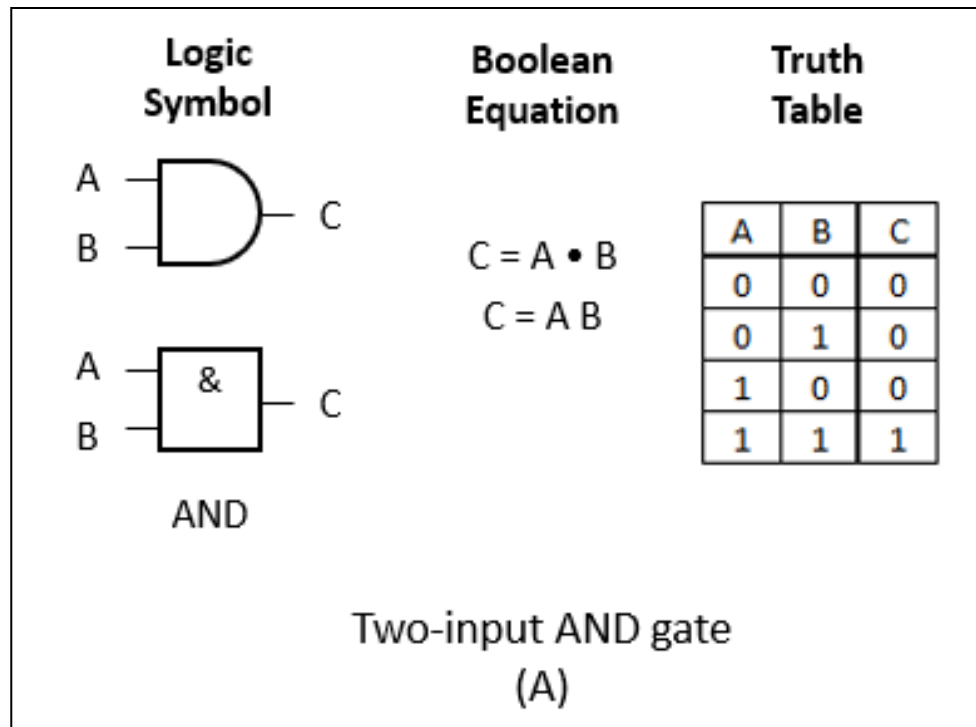 Logic
Symbol
Boolean
Equation
Truth
Table
A
B
C
A
B
&
C
AND
C = A • B
C = A B
A B C
0 0 0
0 1 0
1 0 0
1 1 1
Two-input AND gate
(A)